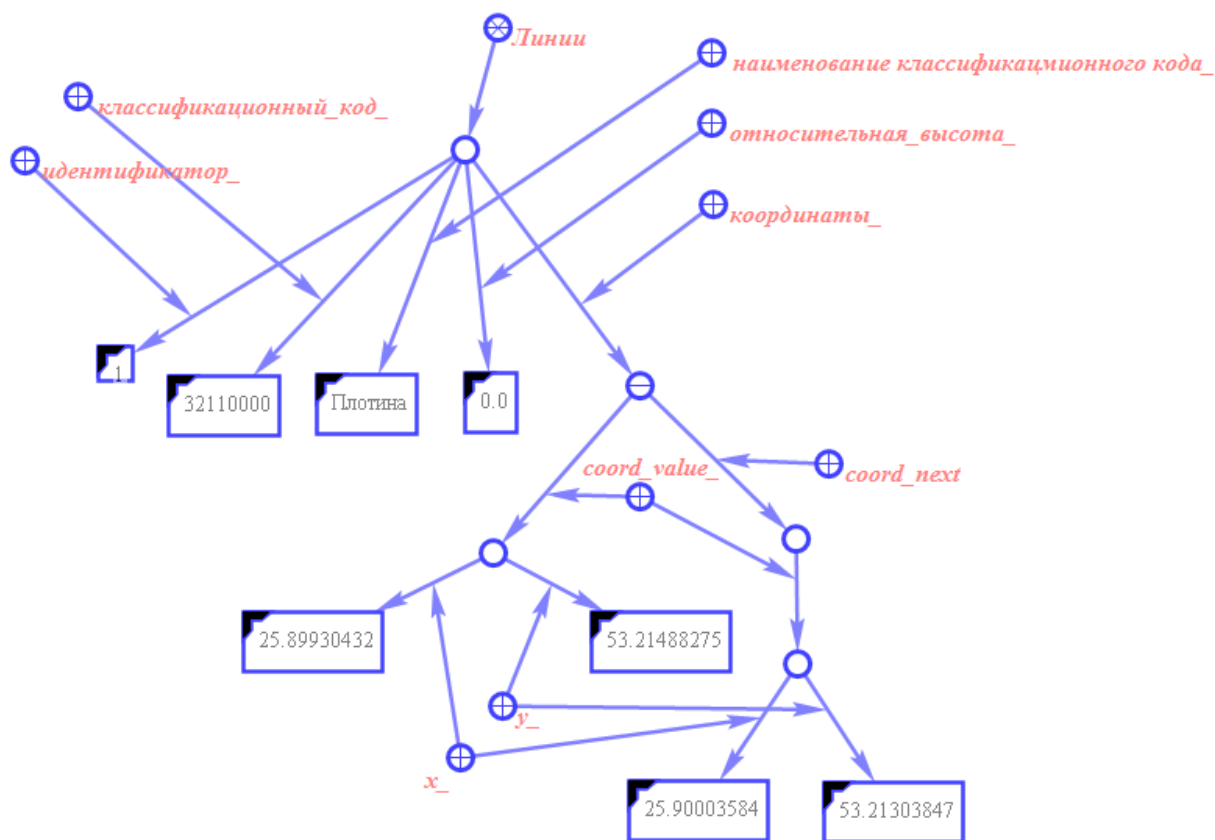 Линии
наименование классификацмионного кода_
классификационный_код_
относительная_высота_
идентификатор_
координаты_
1
32110000
Плотина
0.0
coord_value_
coord_next
25.89930432
53.21488275
y_
x_
25.90003584
53.21303847